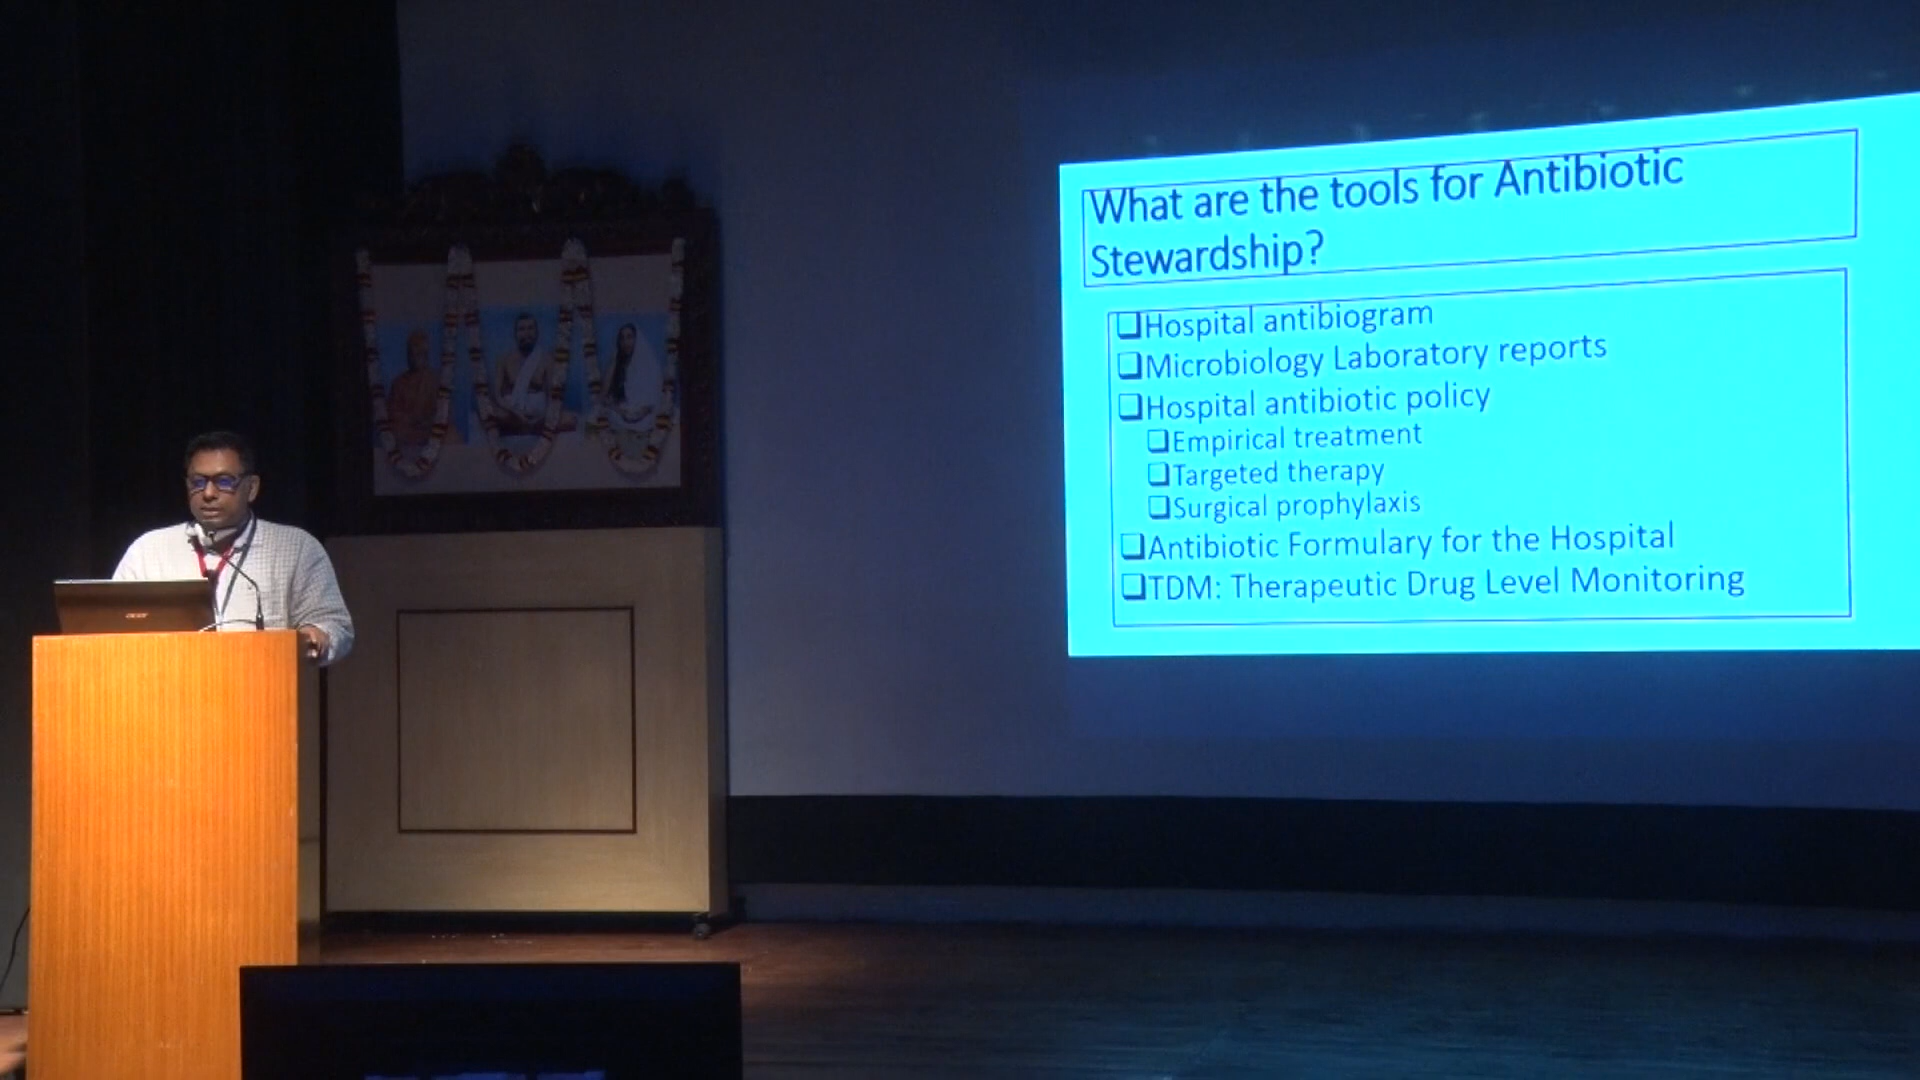 What are the tools for Antibiotic
Stewardship?
❑Hospital antibiogram
❑Microbiology Laboratory reports
❑Hospital antibiotic policy
❑Empirical treatment
❑Targeted therapy
❑Surgical prophylaxis
❑Antibiotic Formulary for the Hospital
❑TDM: Therapeutic Drug Level Monitoring
acer